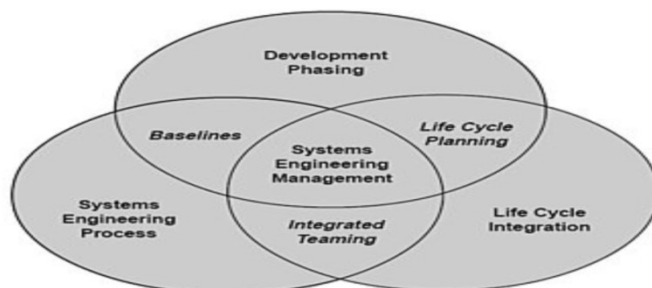 Development
Phasing
Baselines
Life Cycle
Planning
Systems
Engineering
Management
Systems
Engineering
Process
Integrated
Teaming
Life Cycle
Integration